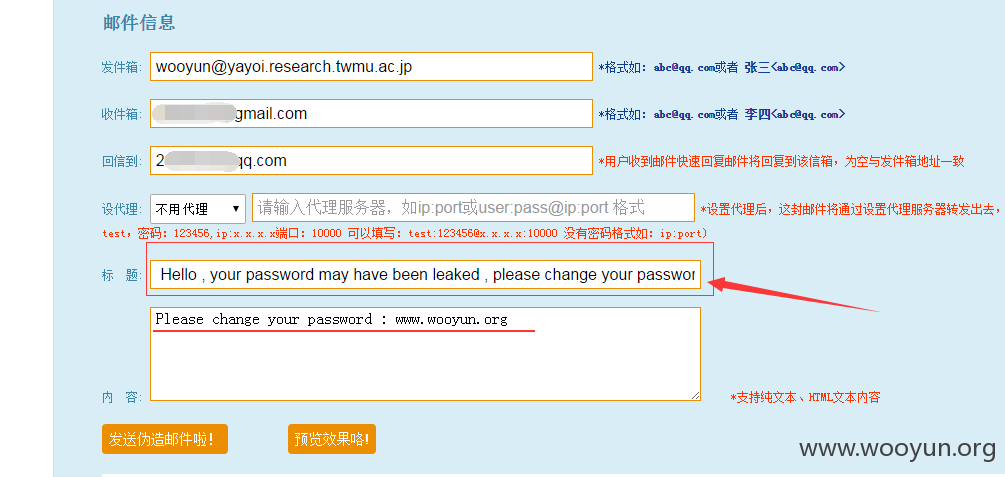 邮件信息
发件箱: wooyun@yayoi.research.twmu.ac.jp *格式如: abc@qq.com或者 张三<abc@qq.com>
收件箱: gmail.com *格式如: abc@qq.com或者 李四<abc@qq.com>
回信到: 2 qq.com *用户收到邮件快速回复邮件将回复到该信箱，为空与发件箱地址一致
设代理: 不用代理 请输入代理服务器，如ip:port或user:pass@ip:port 格式 *设置代理后，这封邮件将通过设置代理服务器转发出去，
test，密码: 123456,ip:x.x.x.x端口: 10000 可以填写: test:123456@x.x.x.x:10000 没有密码格式如: ip:port)
标 题: Hello , your password may have been leaked , please change your passwor
Please change your password : www.wooyun.org
内 容: *支持纯文本、HTML文本内容
发送伪造邮件啦! 预览效果咯!
www.wooyun.org